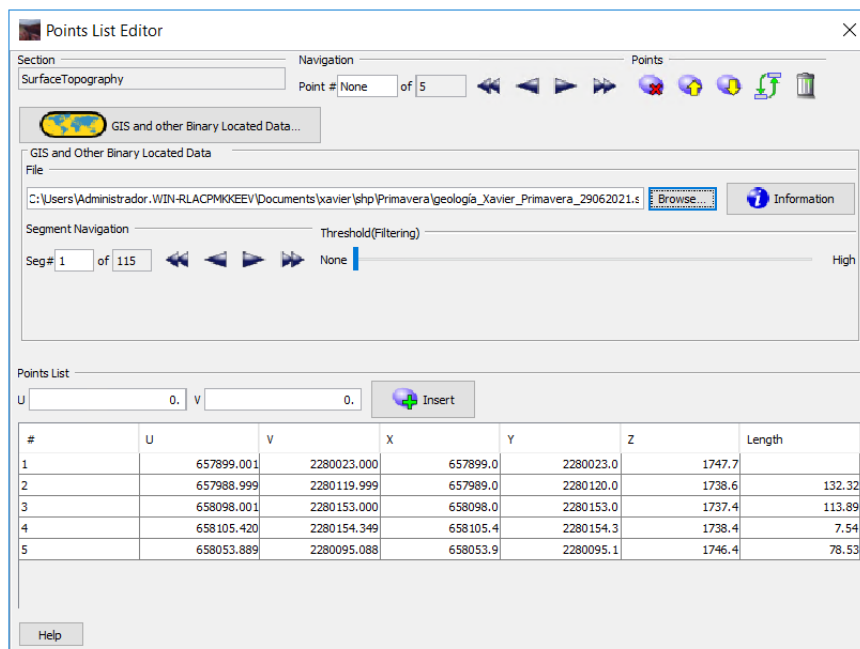 Points List Editor
Section
Navigation
Points
SurfaceTopography
Point # None of 5
GIS and other Binary Located Data...
GIS and Other Binary Located Data
File
C:\Users\Administrador.WIN-RLACPMKKEEV\Documents\xavier\shp\Primavera\geología_Xavier_Primavera_29062021.s
Browse...
Information
Segment Navigation
Threshold(Filtering)
Seg# 1 of 115
None
High
Points List
U 0. V 0. Insert
# U V X Y Z Length
1 657899.001 2280023.000 657899.0 2280023.0 1747.7
2 657988.999 2280119.999 657989.0 2280120.0 1738.6 132.32
3 658098.001 2280153.000 658098.0 2280153.0 1737.4 113.89
4 658105.420 2280154.349 658105.4 2280154.3 1738.4 7.54
5 658053.889 2280095.088 658053.9 2280095.1 1746.4 78.53
Help